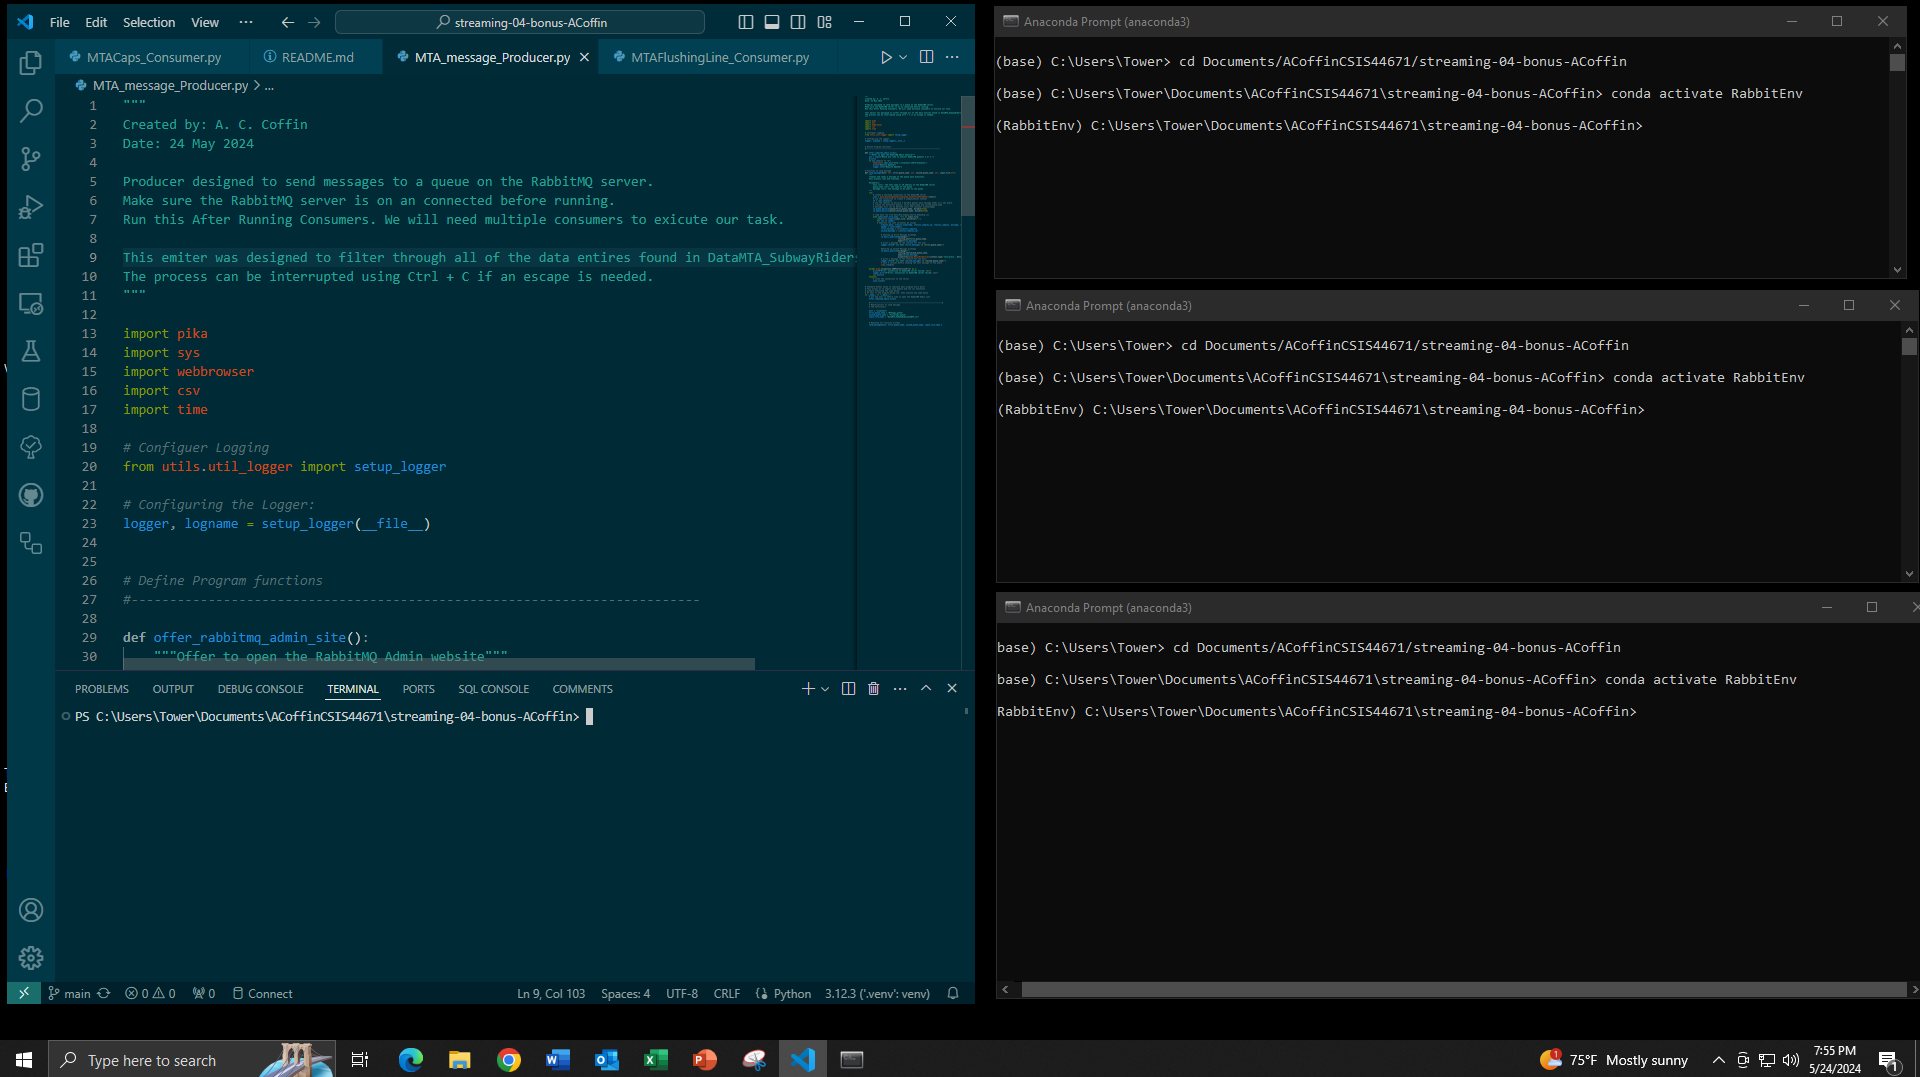 File Edit Selection View ··· streaming-04-bonus-ACoffin
MTACaps_Consumer.py README.md MTA_message_Producer.py MTAFlushingLine_Consumer.py
MTA_message_Producer.py > ...
1 """
2 Created by: A. C. Coffin
3 Date: 24 May 2024
4
5 Producer designed to send messages to a queue on the RabbitMQ server.
6 Make sure the RabbitMQ server is on an connected before running.
7 Run this After Running Consumers. We will need multiple consumers to exicute our task.
8
9 This emiter was designed to filter through all of the data entires found in DataMTA_SubwayRiders
10 The process can be interrupted using Ctrl + C if an escape is needed.
11 """
12
13 import pika
14 import sys
15 import webbrowser
16 import csv
17 import time
18
19 # Configuer Logging
20 from utils.util_logger import setup_logger
21
22 # Configuring the Logger:
23 logger, logname = setup_logger(__file__)
24
25
26 # Define Program functions
27 #--------------------------------------------------------------------------
28
29 def offer_rabbitmq_admin_site():
30 """Offer to open the RabbitMQ Admin website"""
PROBLEMS OUTPUT DEBUG CONSOLE TERMINAL PORTS SQL CONSOLE COMMENTS
PS C:\Users\Tower\Documents\ACoffinCSIS44671\streaming-04-bonus-ACoffin>
main 0 0 0 Connect Ln 9, Col 103 Spaces: 4 UTF-8 CRLF Python 3.12.3 ('.venv': venv)
Anaconda Prompt (anaconda3)
(base) C:\Users\Tower> cd Documents/ACoffinCSIS44671/streaming-04-bonus-ACoffin
(base) C:\Users\Tower\Documents\ACoffinCSIS44671\streaming-04-bonus-ACoffin> conda activate RabbitEnv
(RabbitEnv) C:\Users\Tower\Documents\ACoffinCSIS44671\streaming-04-bonus-ACoffin>
Anaconda Prompt (anaconda3)
(base) C:\Users\Tower> cd Documents/ACoffinCSIS44671/streaming-04-bonus-ACoffin
(base) C:\Users\Tower\Documents\ACoffinCSIS44671\streaming-04-bonus-ACoffin> conda activate RabbitEnv
(RabbitEnv) C:\Users\Tower\Documents\ACoffinCSIS44671\streaming-04-bonus-ACoffin>
Anaconda Prompt (anaconda3)
base) C:\Users\Tower> cd Documents/ACoffinCSIS44671/streaming-04-bonus-ACoffin
base) C:\Users\Tower\Documents\ACoffinCSIS44671\streaming-04-bonus-ACoffin> conda activate RabbitEnv
RabbitEnv) C:\Users\Tower\Documents\ACoffinCSIS44671\streaming-04-bonus-ACoffin>
Type here to search
75°F Mostly sunny
7:55 PM
5/24/2024